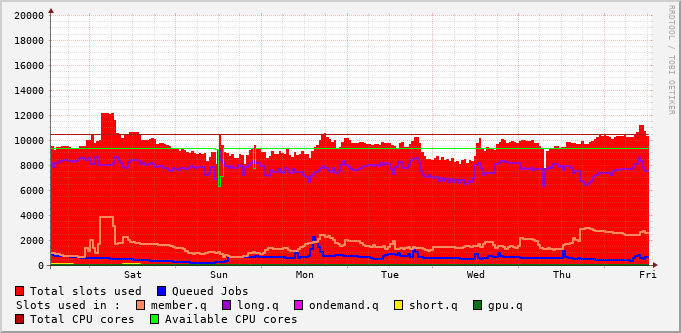 20000
18000
16000
14000
12000
10000
8000
6000
4000
2000
0
Sat Sun Mon Tue Wed Thu Fri
Total slots used Queued Jobs
Slots used in : member.q long.q ondemand.q short.q gpu.q
Total CPU cores Available CPU cores
RRDTOOL / TOBI OETIKER